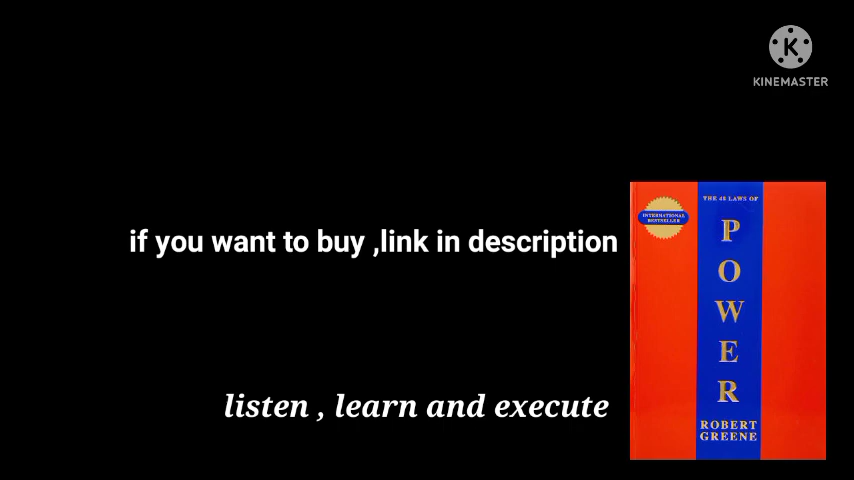 KINEMASTER
if you want to buy ,link in description
listen , learn and execute
INTERNATIONAL
BESTSELLER
THE 48 LAWS OF
POWER
ROBERT
GREENE